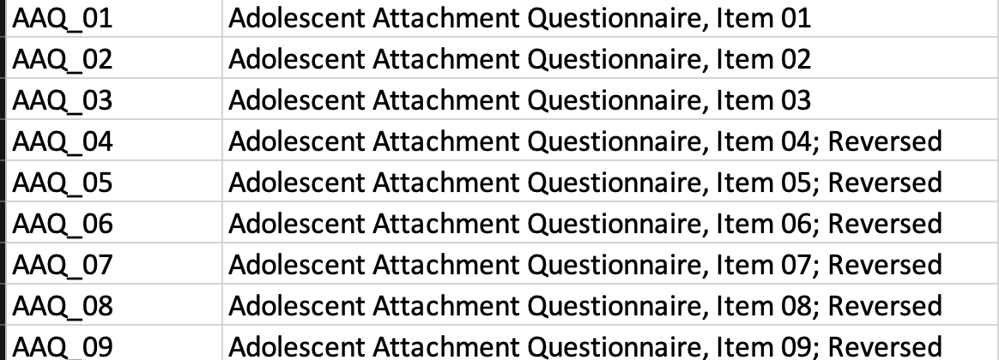 AAQ_01 Adolescent Attachment Questionnaire, Item 01
AAQ_02 Adolescent Attachment Questionnaire, Item 02
AAQ_03 Adolescent Attachment Questionnaire, Item 03
AAQ_04 Adolescent Attachment Questionnaire, Item 04; Reversed
AAQ_05 Adolescent Attachment Questionnaire, Item 05; Reversed
AAQ_06 Adolescent Attachment Questionnaire, Item 06; Reversed
AAQ_07 Adolescent Attachment Questionnaire, Item 07; Reversed
AAQ_08 Adolescent Attachment Questionnaire, Item 08; Reversed
AAQ_09 Adolescent Attachment Questionnaire, Item 09; Reversed